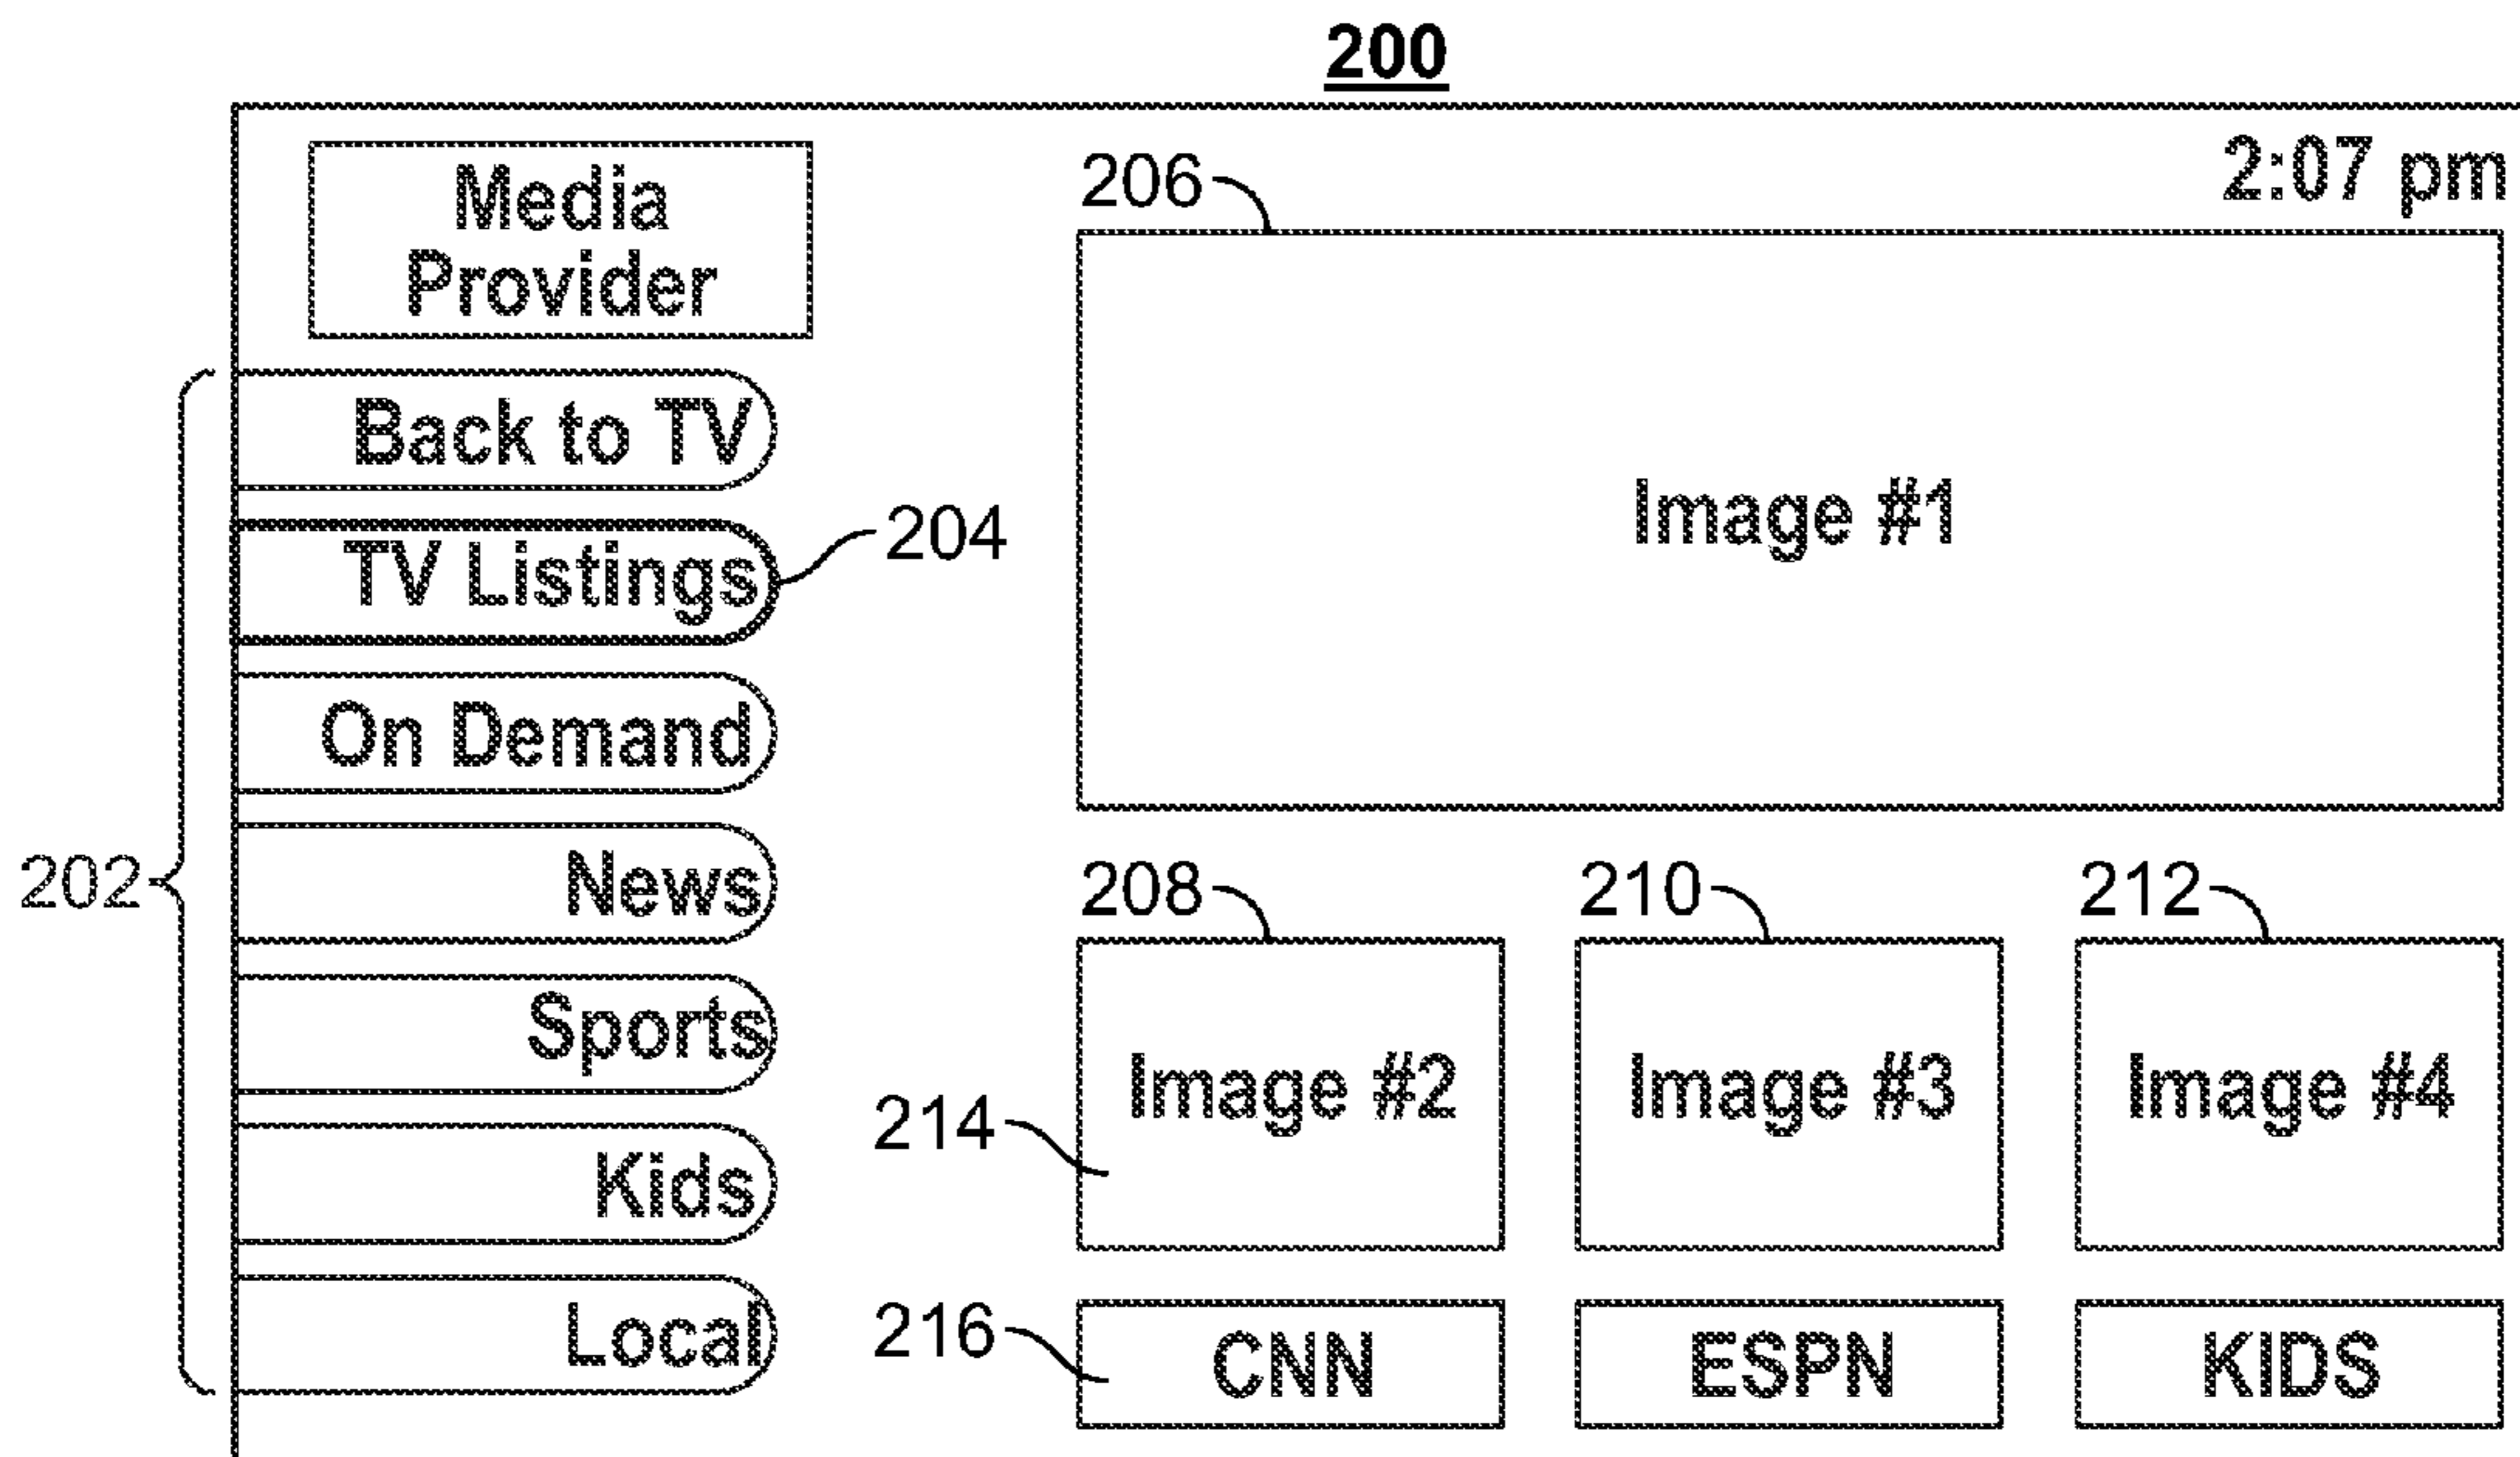 200
2:07 pm
Media
Provider
206
Image #1
Back to TV
TV Listings
204
On Demand
News
202
Sports
Kids
Local
208
210
212
Image #2
Image #3
Image #4
214
216
CNN
ESPN
KIDS